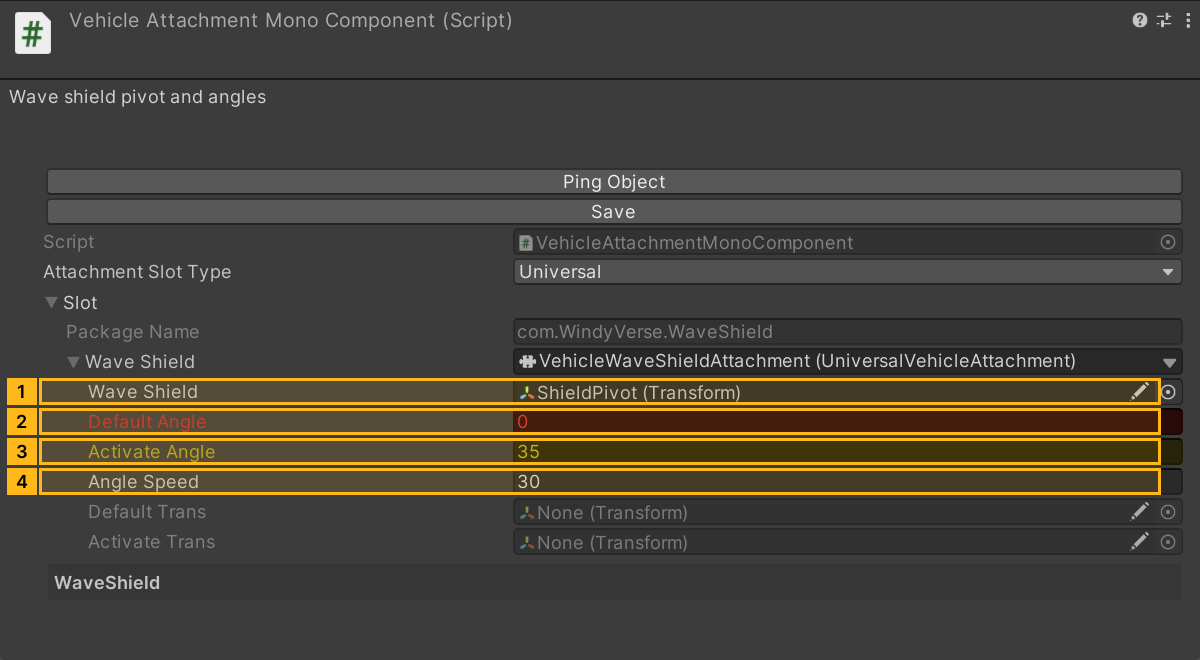 Vehicle Attachment Mono Component (Script)
Wave shield pivot and angles
Ping Object
Save
Script VehicleAttachmentMonoComponent
Attachment Slot Type Universal
Slot
Package Name com.WindyVerse.WaveShield
Wave Shield VehicleWaveShieldAttachment (UniversalVehicleAttachment)
1 Wave Shield ShieldPivot (Transform)
2 Default Angle 0
3 Activate Angle 35
4 Angle Speed 30
Default Trans None (Transform)
Activate Trans None (Transform)
WaveShield